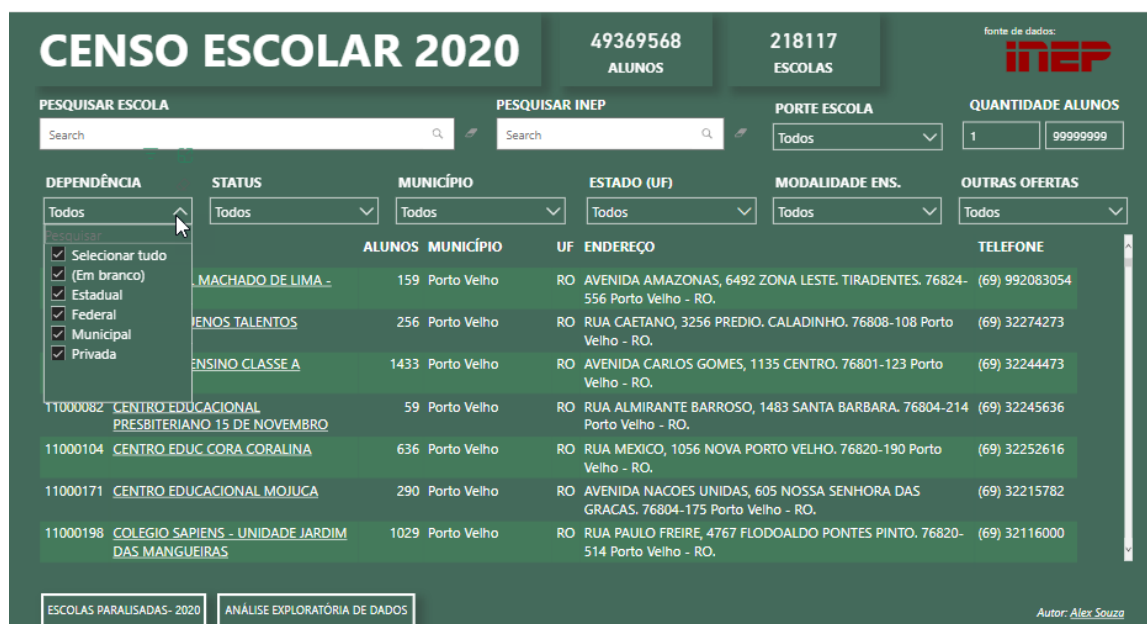 CENSO ESCOLAR 2020
49369568
ALUNOS
218117
ESCOLAS
fonte de dados:
INEP
PESQUISAR ESCOLA
PESQUISAR INEP
PORTE ESCOLA
QUANTIDADE ALUNOS
Search
Search
Todos
1
99999999
DEPENDÊNCIA
STATUS
MUNICÍPIO
ESTADO (UF)
MODALIDADE ENS.
OUTRAS OFERTAS
Todos
Todos
Todos
Todos
Todos
Todos
Pesquisar
Selecionar tudo
(Em branco)
Estadual
Federal
Municipal
Privada
ALUNOS MUNICÍPIO UF ENDEREÇO TELEFONE
MACHADO DE LIMA - 159 Porto Velho RO AVENIDA AMAZONAS, 6492 ZONA LESTE. TIRADENTES. 76824- (69) 992083054
556 Porto Velho - RO.
TALENTOS 256 Porto Velho RO RUA CAETANO, 3256 PREDIO. CALADINHO. 76808-108 Porto (69) 32274273
Velho - RO.
CLASSE A 1433 Porto Velho RO AVENIDA CARLOS GOMES, 1135 CENTRO. 76801-123 Porto (69) 32244473
Velho - RO.
11000082 CENTRO EDUCACIONAL 59 Porto Velho RO RUA ALMIRANTE BARROSO, 1483 SANTA BARBARA. 76804-214 (69) 32245636
PRESBITERIANO 15 DE NOVEMBRO Porto Velho - RO.
11000104 CENTRO EDUC CORA CORALINA 636 Porto Velho RO RUA MEXICO, 1056 NOVA PORTO VELHO. 76820-190 Porto (69) 32252616
Velho - RO.
11000171 CENTRO EDUCACIONAL MOJUCA 290 Porto Velho RO AVENIDA NACOES UNIDAS, 605 NOSSA SENHORA DAS (69) 32215782
GRACAS. 76804-175 Porto Velho - RO.
11000198 COLEGIO SAPIENS - UNIDADE JARDIM 1029 Porto Velho RO RUA PAULO FREIRE, 4767 FLODOALDO PONTES PINTO. 76820- (69) 32116000
DAS MANGUEIRAS 514 Porto Velho - RO.
ESCOLAS PARALISADAS- 2020
ANÁLISE EXPLORATÓRIA DE DADOS
Autor: Alex Souza